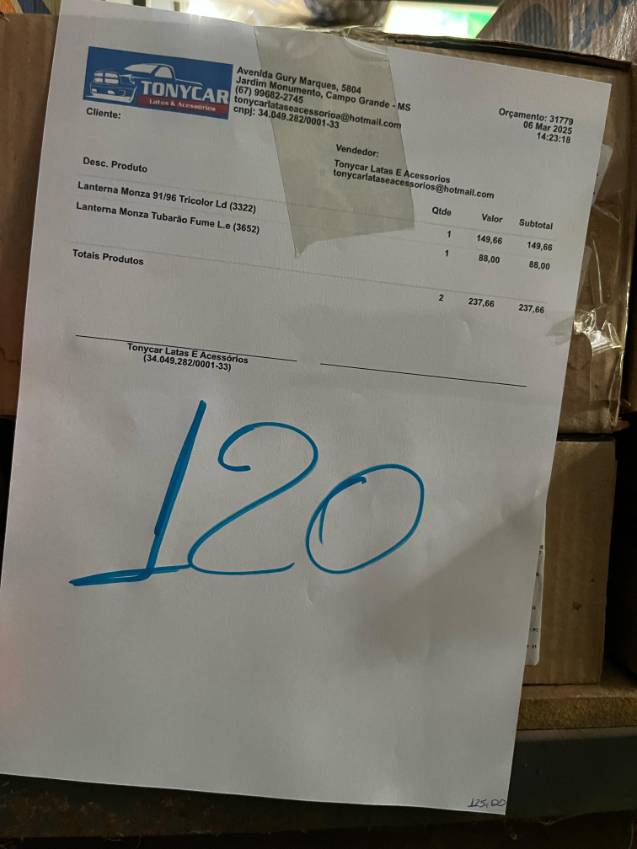 TONYCAR
Latas & Acessórios
Avenida Gury Marques, 5804
Jardim Monumento, Campo Grande - MS
(67) 99682-2745
tonycarlataseacessorioa@hotmail.com
cnpj: 34.049.282/0001-33
Orçamento: 31779
06 Mar 2025
14:23:18
Cliente:
Vendedor:
Tonycar Latas E Acessorios
tonycarlataseacessorios@hotmail.com
Desc. Produto Qtde Valor Subtotal
Lanterna Monza 91/96 Tricolor Ld (3322) 1 149,66 149,66
Lanterna Monza Tubarão Fume L.e (3652) 1 88,00 88,00
Totais Produtos 2 237,66 237,66
Tonycar Latas E Acessórios
(34.049.282/0001-33)
120
125,00